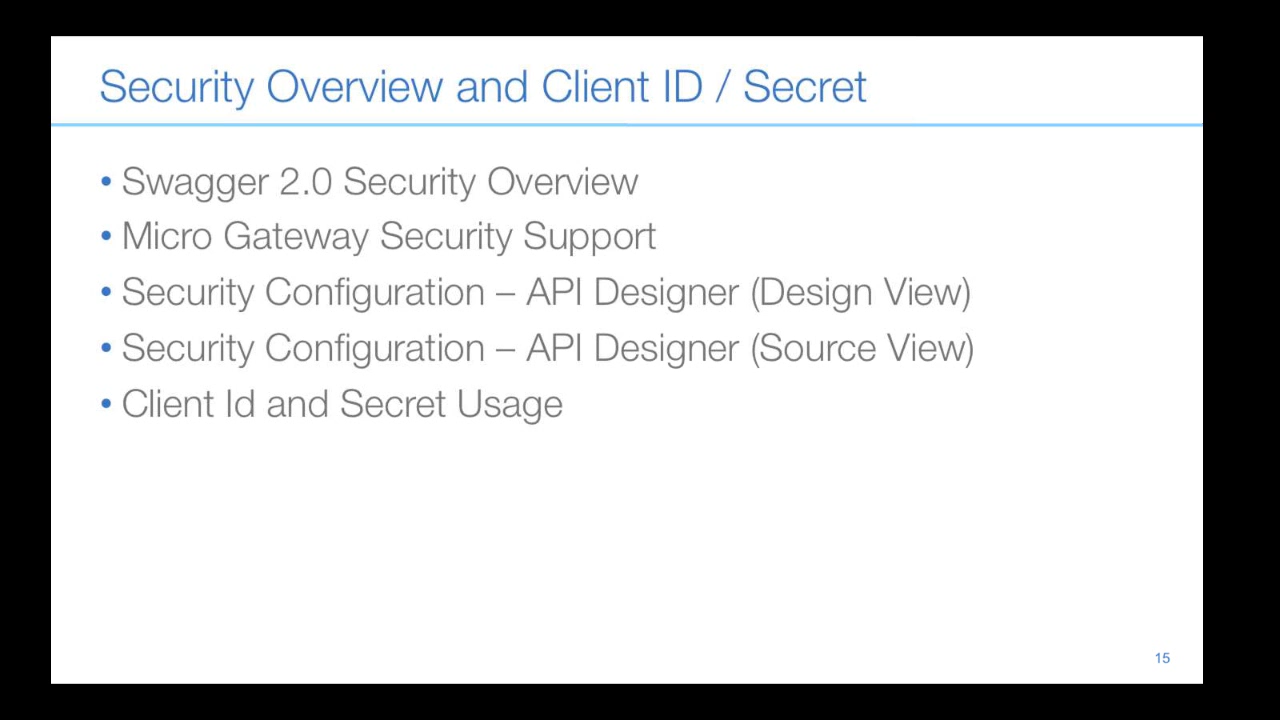 Security Overview and Client ID / Secret
• Swagger 2.0 Security Overview
• Micro Gateway Security Support
• Security Configuration – API Designer (Design View)
• Security Configuration – API Designer (Source View)
• Client Id and Secret Usage
15